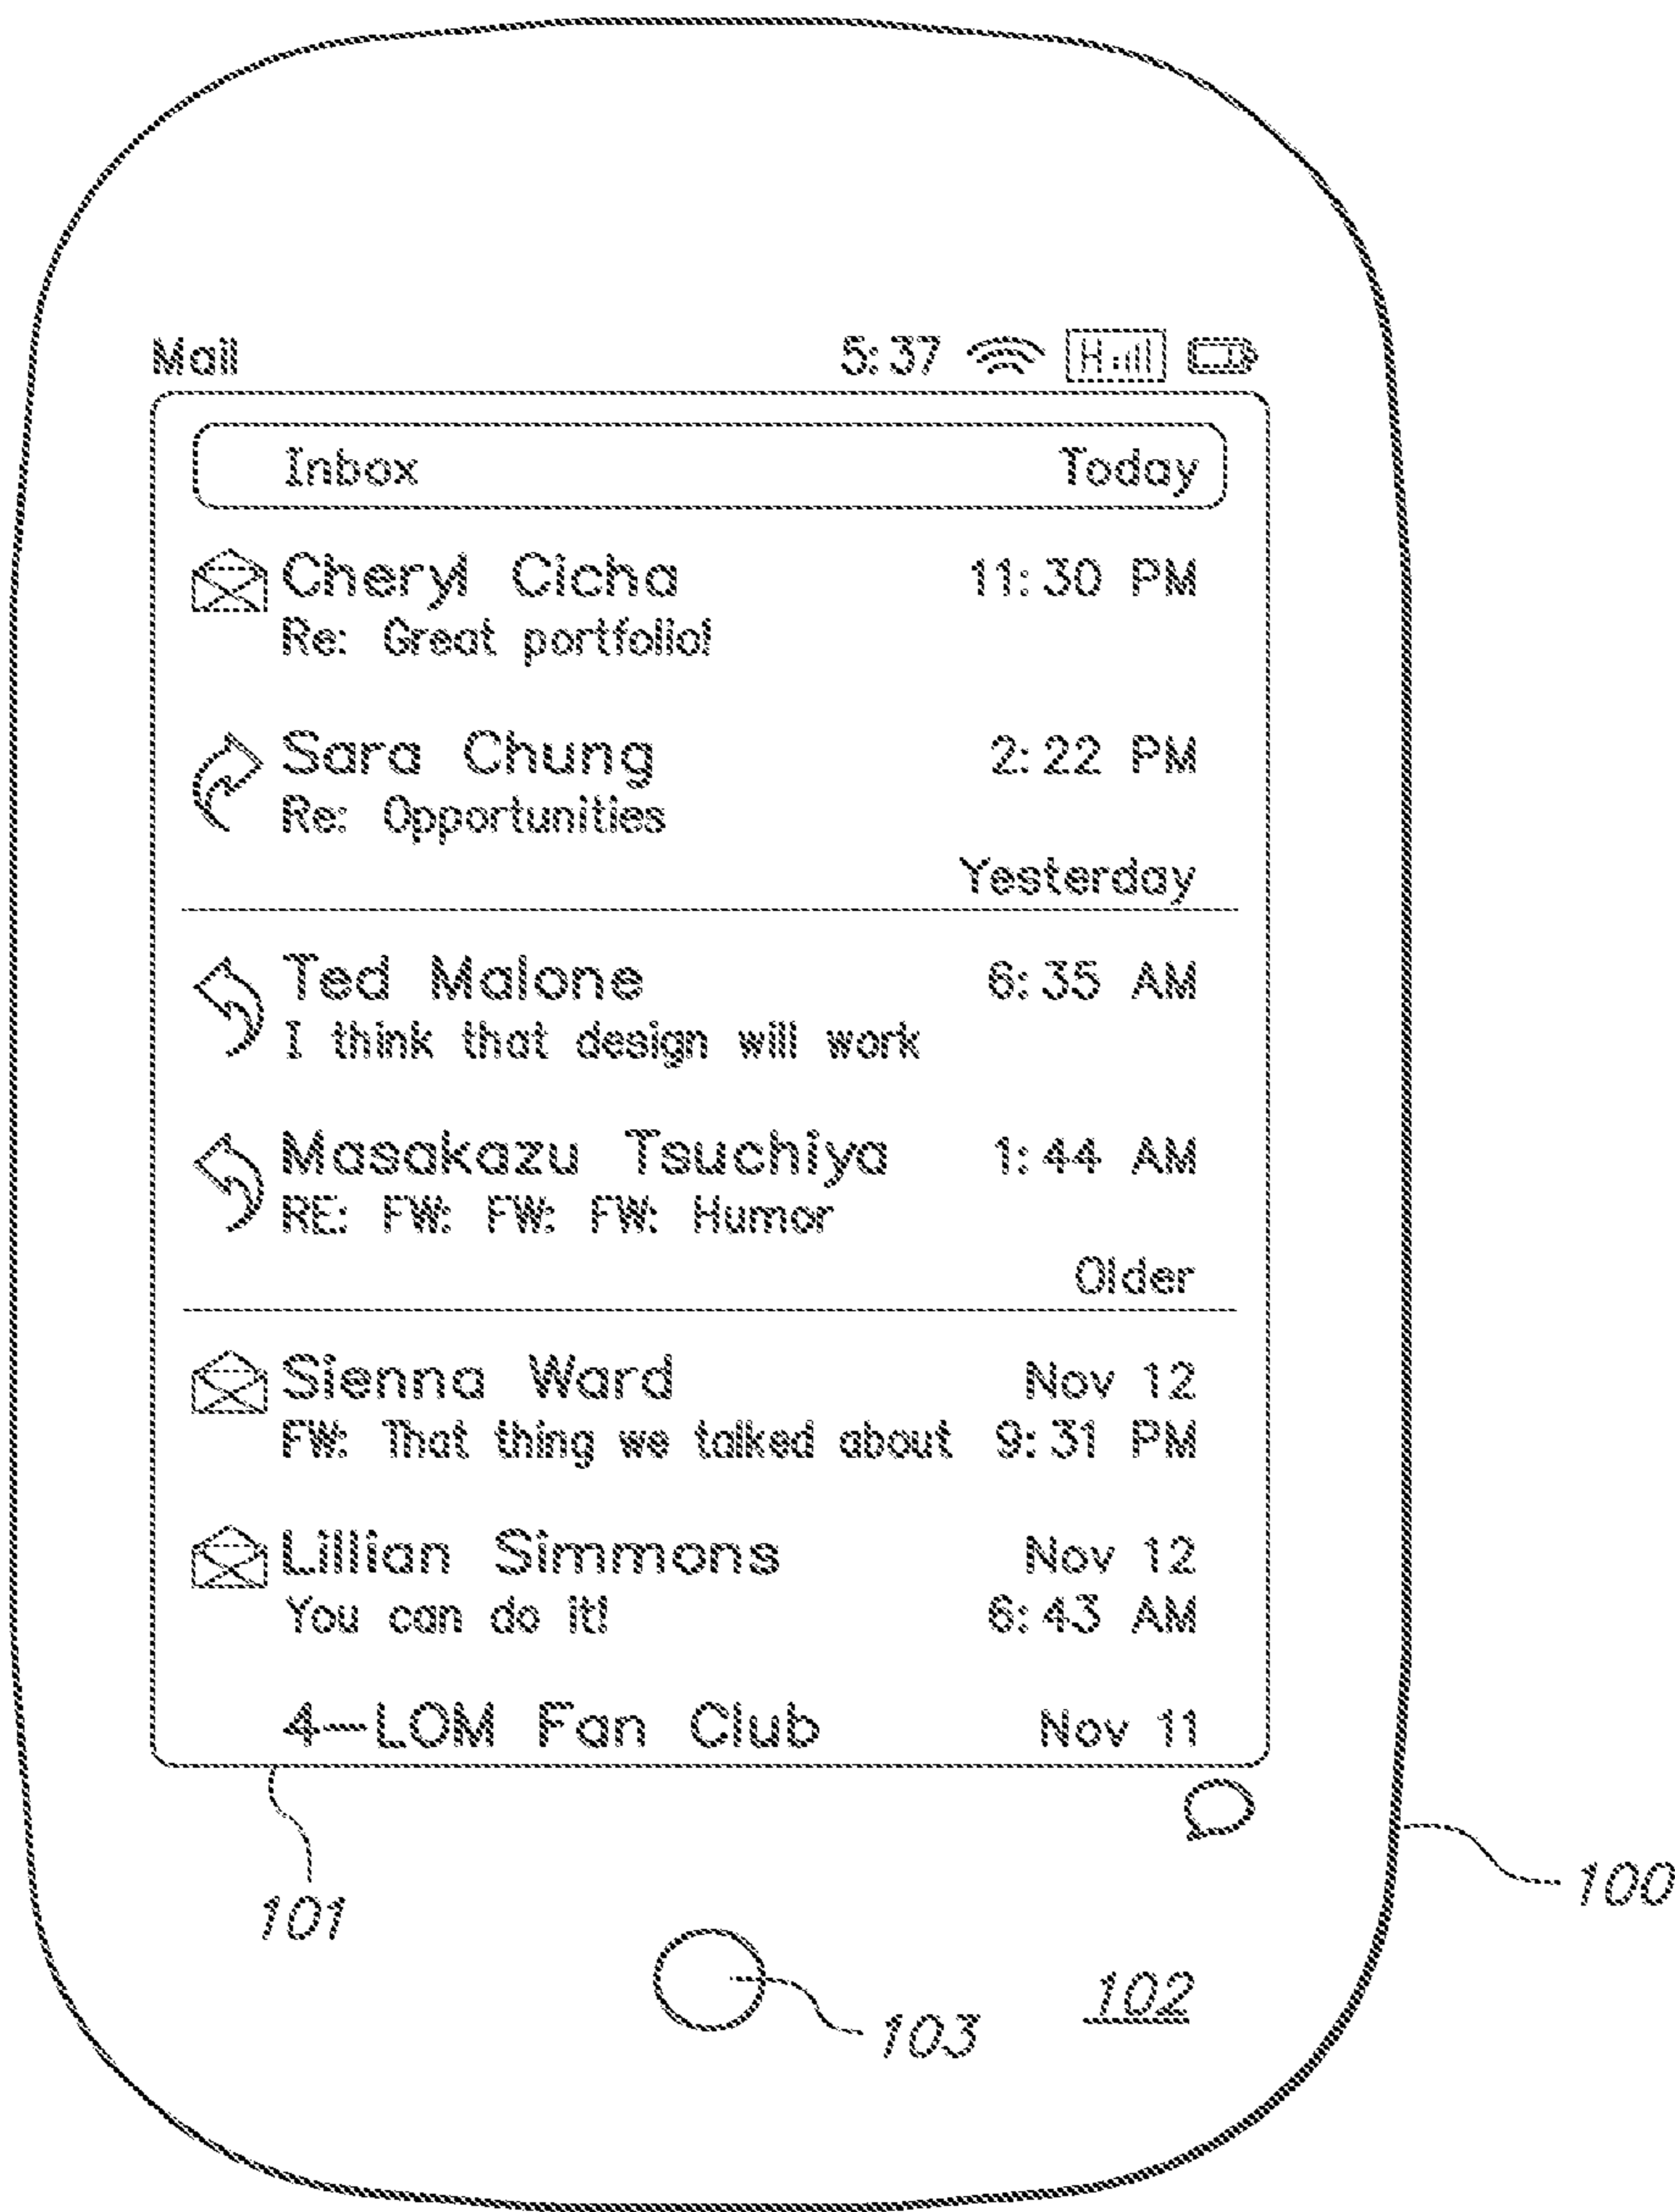 Mail 5:37 H
Inbox Today
Cheryl Cicha 11:30 PM
Re: Great portfolio!
Sara Chung 2:22 PM
Re: Opportunities
Yesterday
Ted Malone 6:35 AM
I think that design will work
Masakazu Tsuchiya 1:44 AM
RE: FW: FW: FW: Humor
Older
Sienna Ward Nov 12
FW: That thing we talked about 9:31 PM
Lillian Simmons Nov 12
You can do it! 6:43 AM
4-LOM Fan Club Nov 11
100
101
102
103